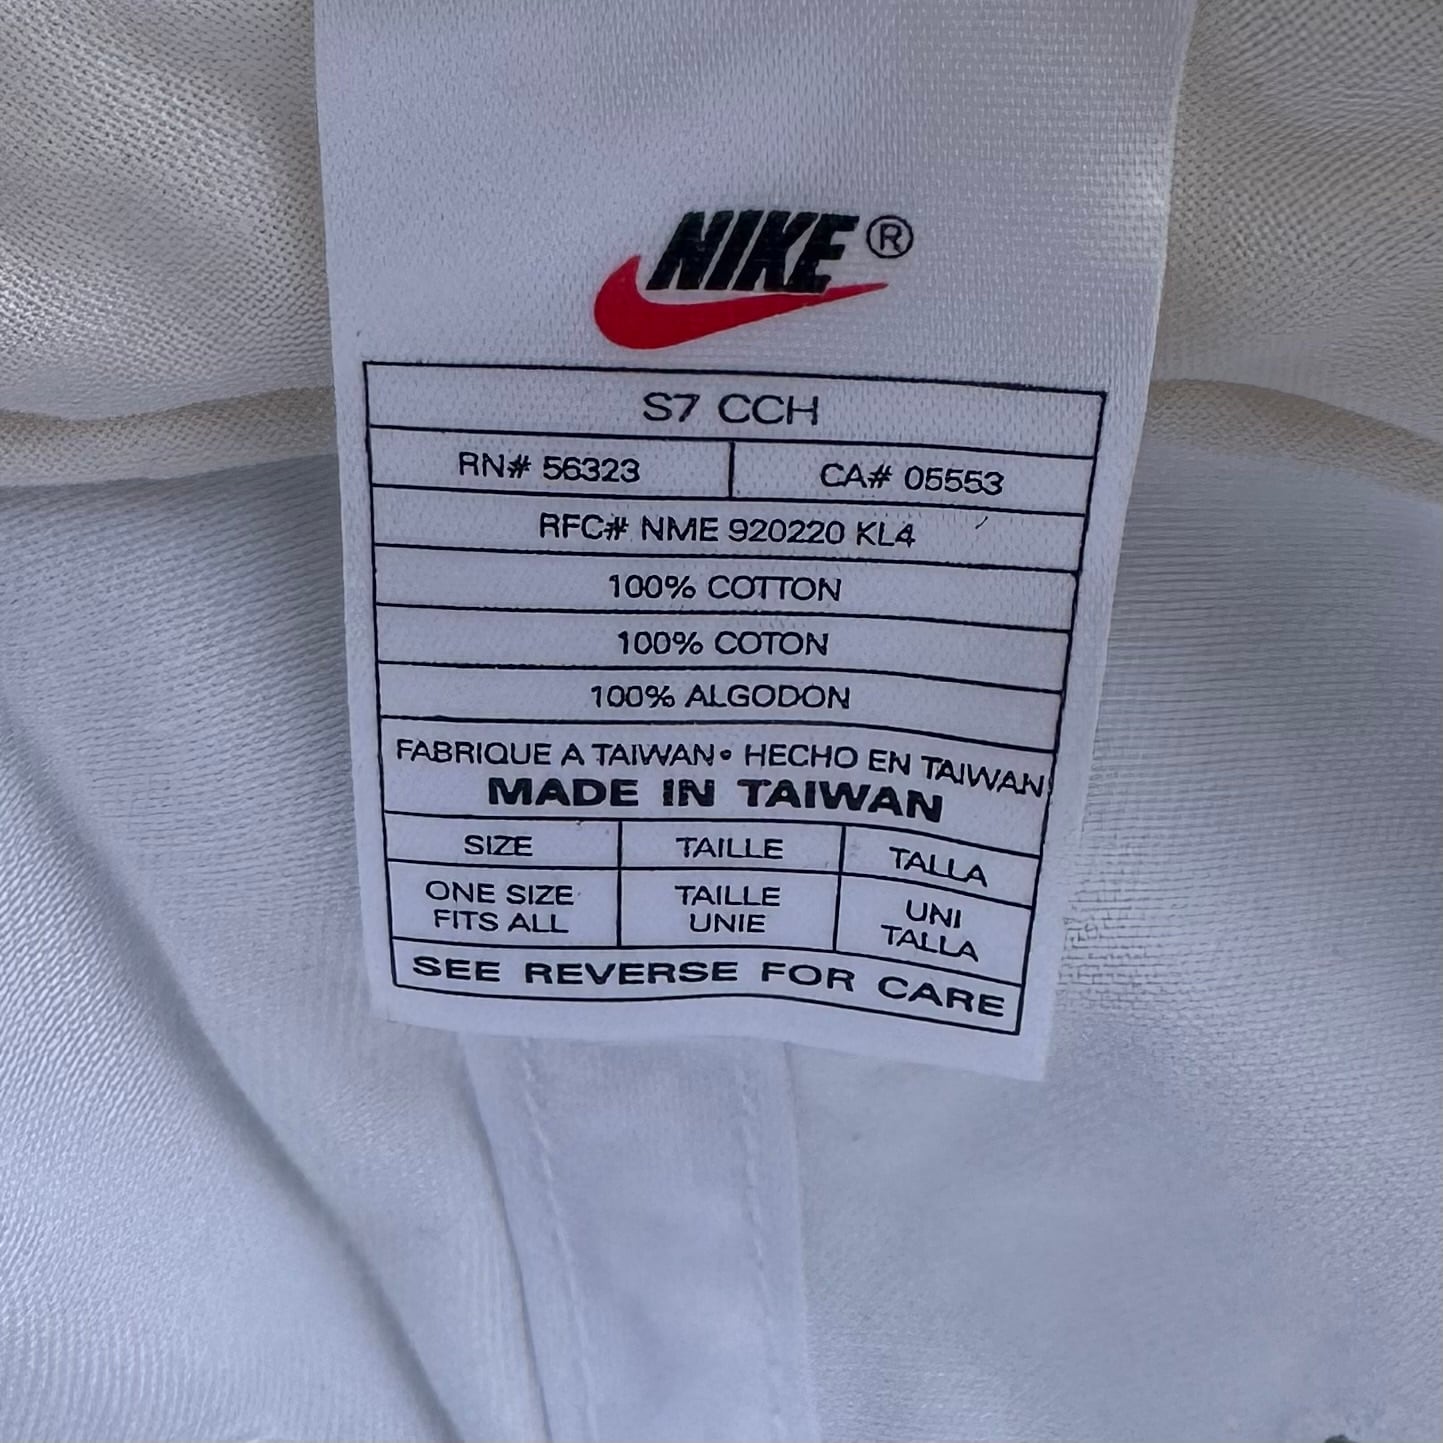 NIKE®
S7 CCH
RN# 56323 CA# 05553
RFC# NME 920220 KL4
100% COTTON
100% COTON
100% ALGODON
FABRIQUE A TAIWAN • HECHO EN TAIWAN
MADE IN TAIWAN
SIZE TAILLE TALLA
ONE SIZE TAILLE UNI
FITS ALL UNIE TALLA
SEE REVERSE FOR CARE